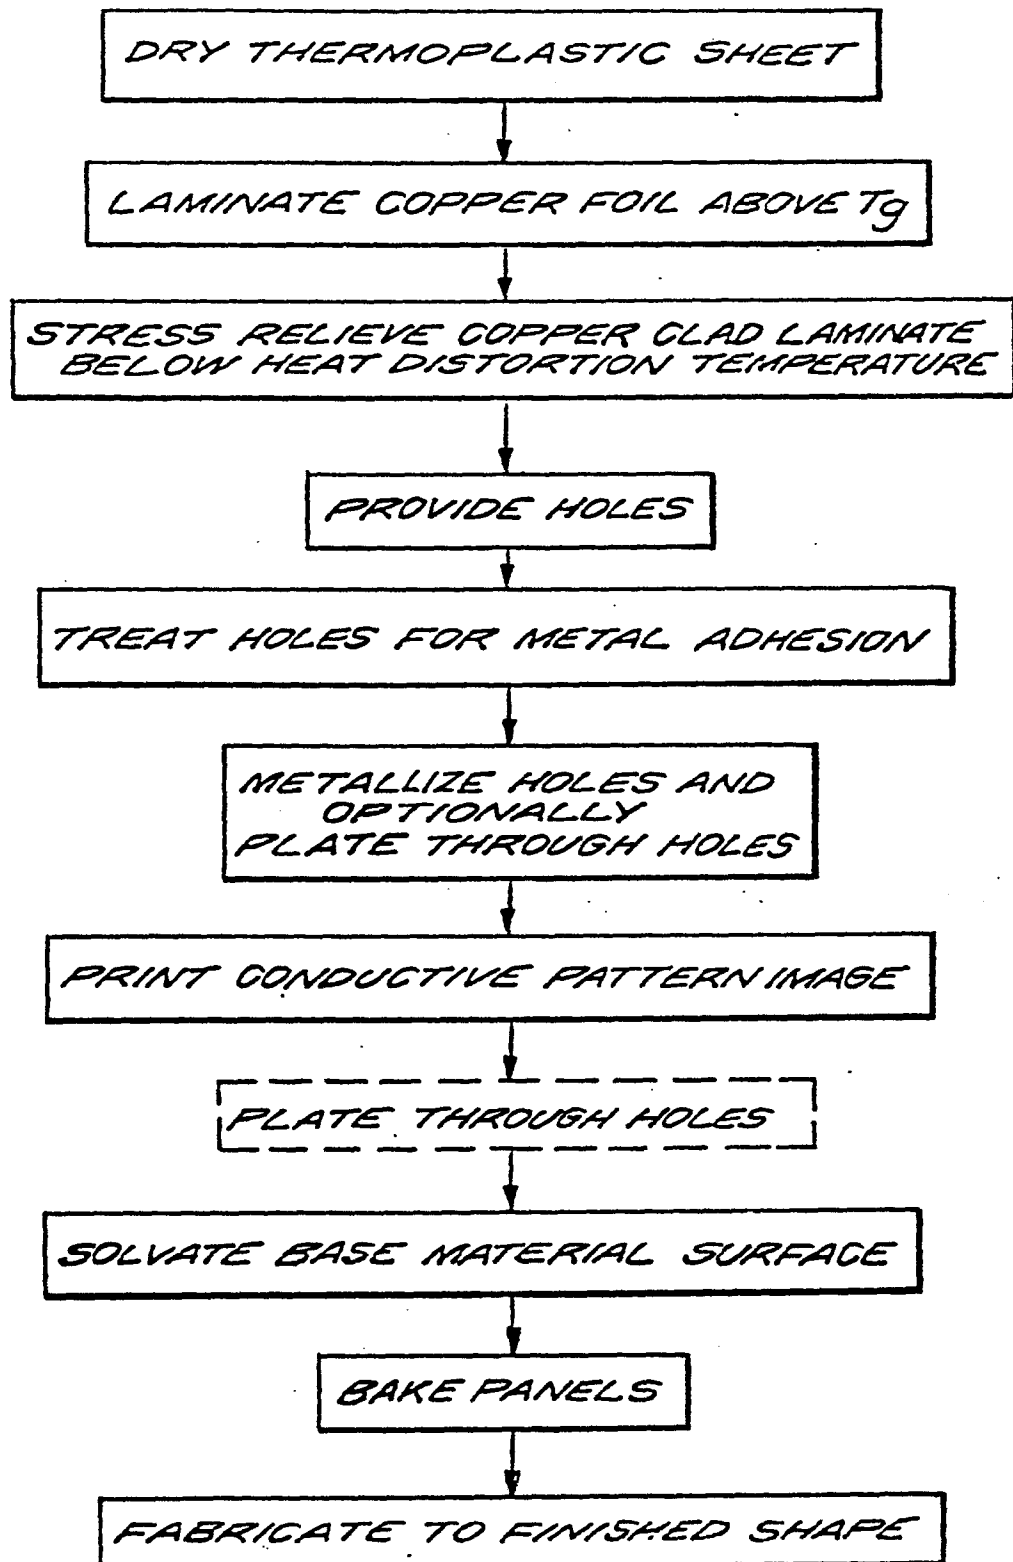 DRY THERMOPLASTIC SHEET
LAMINATE COPPER FOIL ABOVE Tg
STRESS RELIEVE COPPER CLAD LAMINATE
BELOW HEAT DISTORTION TEMPERATURE
PROVIDE HOLES
TREAT HOLES FOR METAL ADHESION
METALLIZE HOLES AND
OPTIONALLY
PLATE THROUGH HOLES
PRINT CONDUCTIVE PATTERN IMAGE
PLATE THROUGH HOLES
SOLVATE BASE MATERIAL SURFACE
BAKE PANELS
FABRICATE TO FINISHED SHAPE